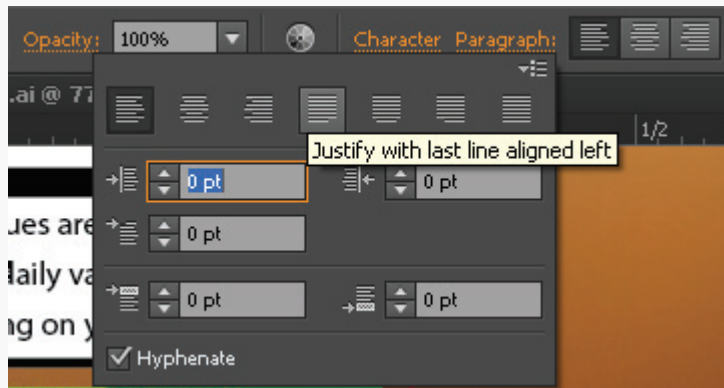 Opacity: 100% Character Paragraph:
.ai @ 77
1/2
Justify with last line aligned left
0 pt 0 pt
ues are
0 pt
daily va
0 pt 0 pt
ng on y
Hyphenate